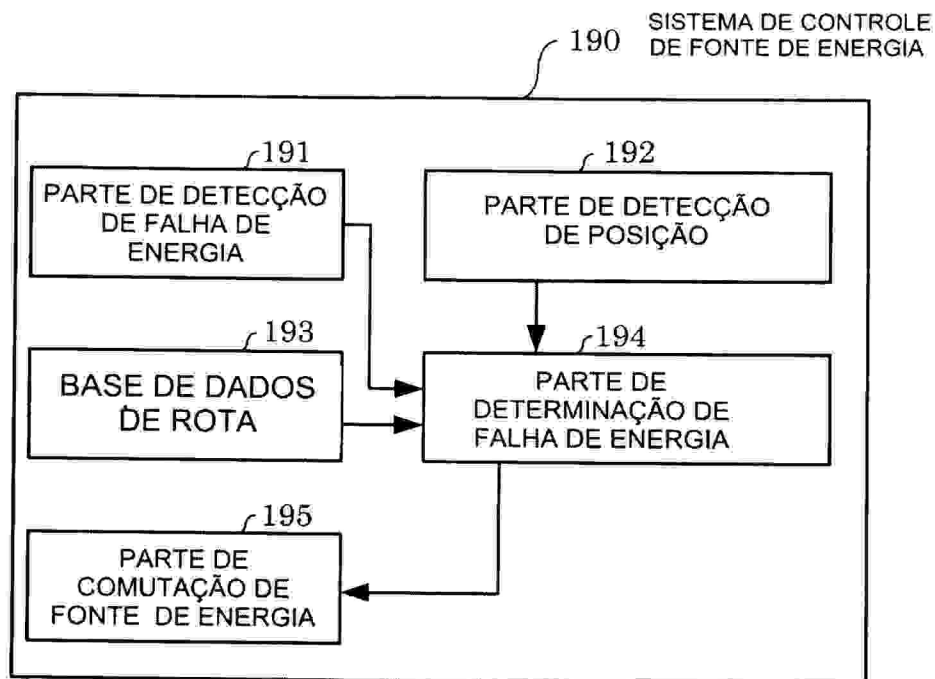 SISTEMA DE CONTROLE
DE FONTE DE ENERGIA
190
191
PARTE DE DETECÇÃO
DE FALHA DE
ENERGIA
192
PARTE DE DETECÇÃO
DE POSIÇÃO
193
BASE DE DADOS
DE ROTA
194
PARTE DE
DETERMINAÇÃO DE
FALHA DE ENERGIA
195
PARTE DE
COMUTAÇÃO DE
FONTE DE ENERGIA